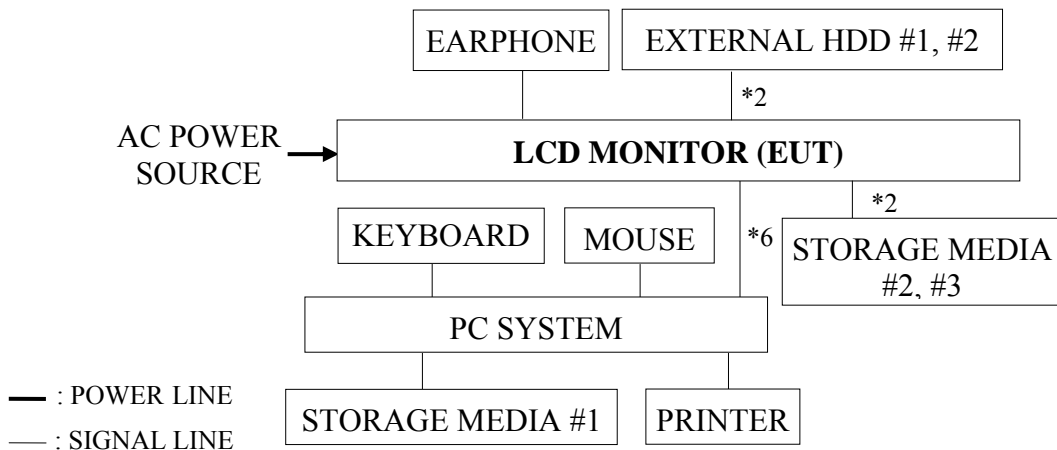 EARPHONE
EXTERNAL HDD #1, #2
*2
AC POWER
SOURCE
LCD MONITOR (EUT)
*2
KEYBOARD
MOUSE
*6
STORAGE MEDIA
#2, #3
PC SYSTEM
: POWER LINE
STORAGE MEDIA #1
PRINTER
: SIGNAL LINE